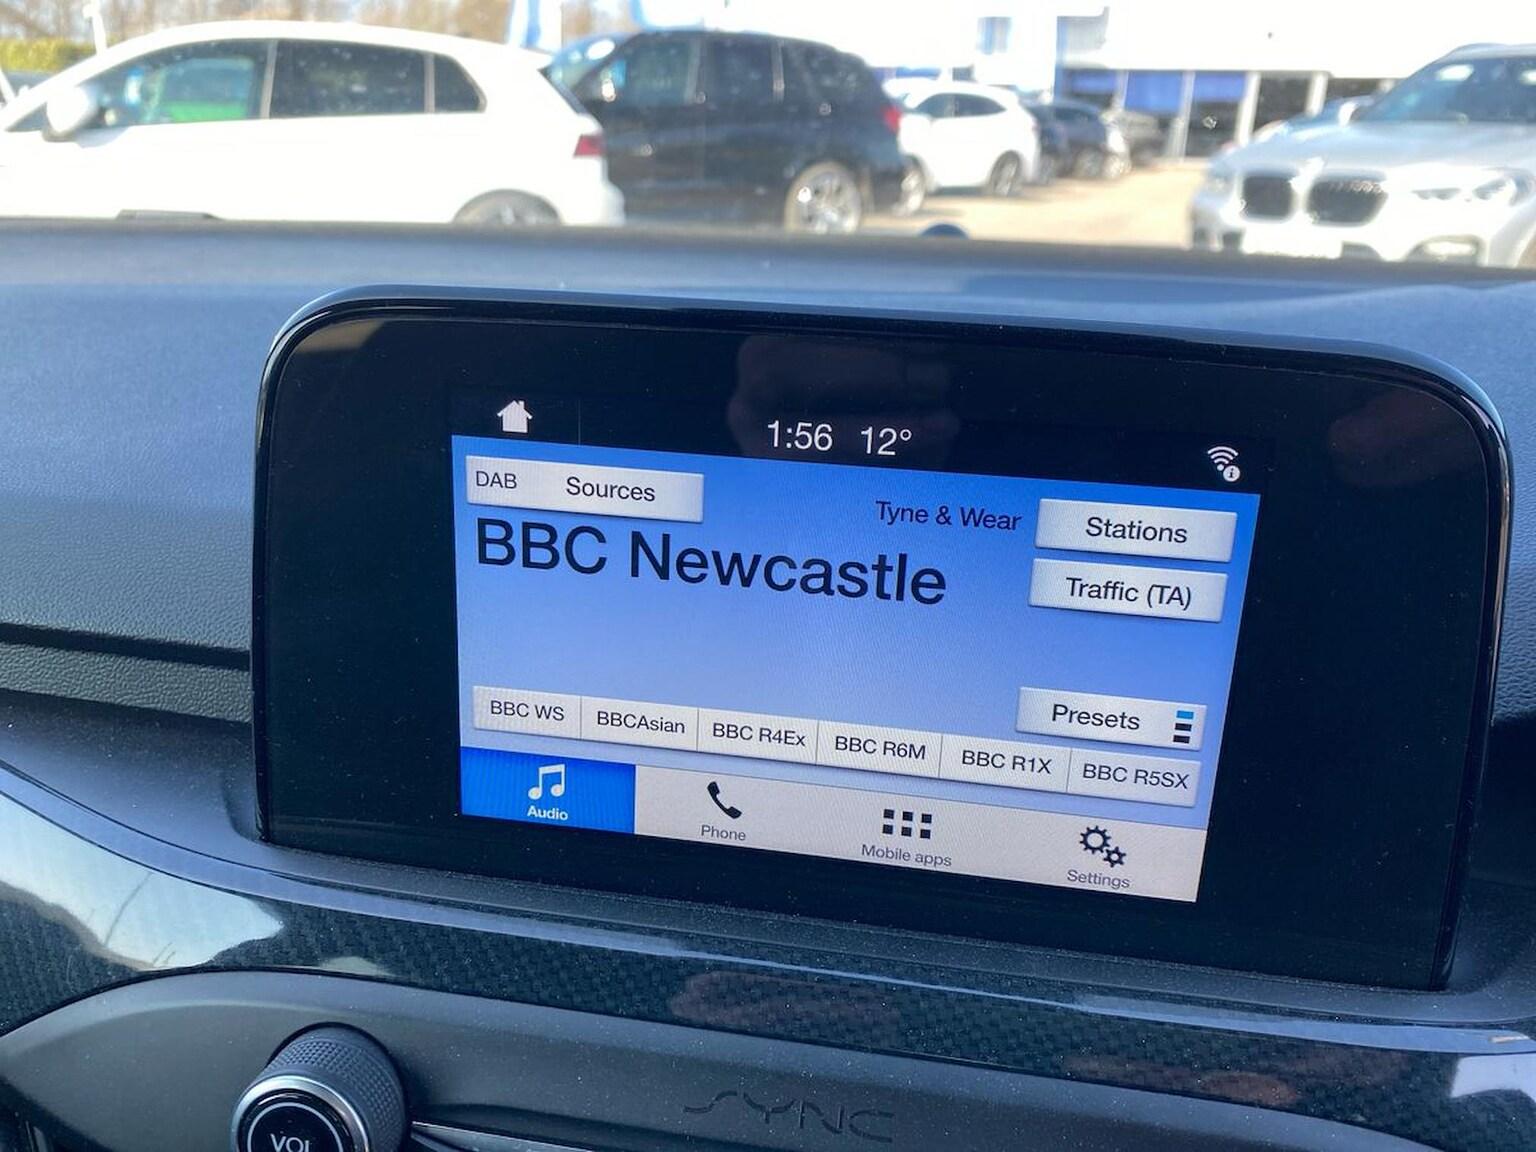 1:56 12°
DAB Sources
Tyne & Wear
Stations
BBC Newcastle
Traffic (TA)
Presets
BBC WS BBCAsian BBC R4Ex BBC R6M BBC R1X BBC R5SX
Audio Phone Mobile apps Settings
SYNC
VOL